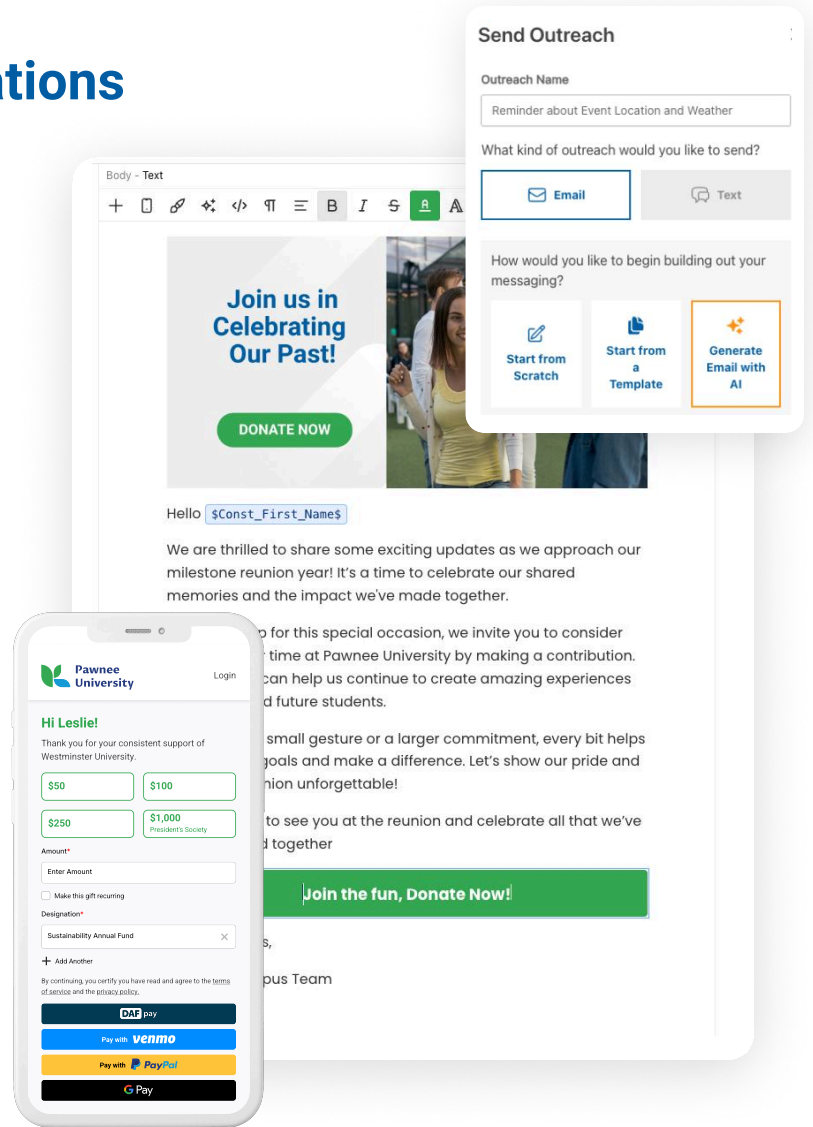 ations
Send Outreach
Outreach Name
Reminder about Event Location and Weather
What kind of outreach would you like to send?
Email
Text
How would you like to begin building out your
messaging?
Start from
Scratch
Start from
a
Template
Generate
Email with
AI
Body - Text
Join us in
Celebrating
Our Past!
DONATE NOW
Hello $Const_First_Name$
We are thrilled to share some exciting updates as we approach our
milestone reunion year! It's a time to celebrate our shared
memories and the impact we've made together.
for this special occasion, we invite you to consider
time at Pawnee University by making a contribution.
can help us continue to create amazing experiences
future students.
small gesture or a larger commitment, every bit helps
goals and make a difference. Let's show our pride and
unforgettable!
to see you at the reunion and celebrate all that we've
together
Join the fun, Donate Now!
s,
pus Team
Pawnee
University
Login
Hi Leslie!
Thank you for your consistent support of
Westminster University.
$50
$100
$250
$1,000
President's Society
Amount*
Enter Amount
Make this gift recurring
Designation*
Sustainability Annual Fund
Add Another
By continuing, you certify you have read and agree to the terms
of service and the privacy policy.
DAF pay
Pay with venmo
Pay with PayPal
G Pay